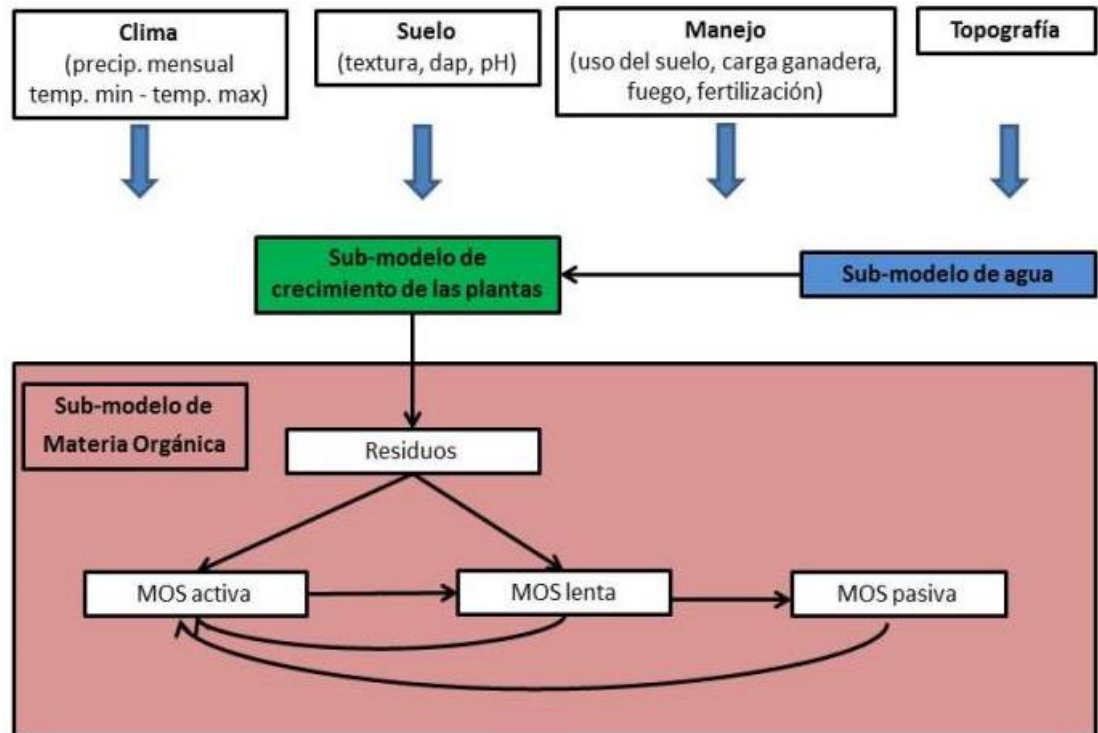 Clima
(precip. mensual
temp. min - temp. max)
Suelo
(textura, dap, pH)
Manejo
(uso del suelo, carga ganadera,
fuego, fertilización)
Topografía
Sub-modelo de
crecimiento de las plantas
Sub-modelo de agua
Sub-modelo de
Materia Orgánica
Residuos
MOS activa
MOS lenta
MOS pasiva